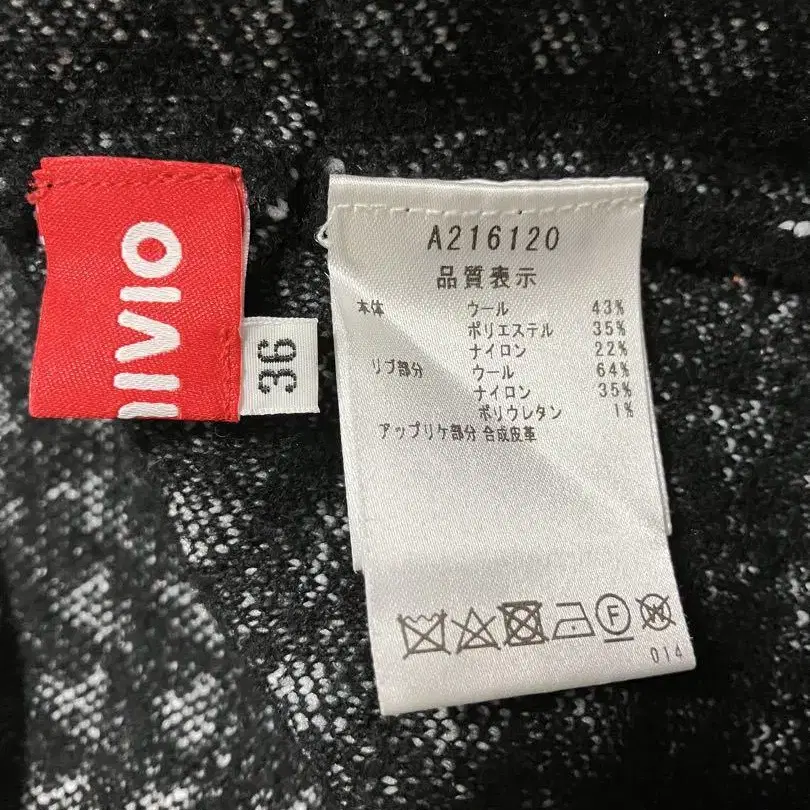 nivio
36
A216120
品質表示
本体 ウール 43%
ポリエステル 35%
ナイロン 22%
リブ部分 ウール 64%
ナイロン 35%
ポリウレタン 1%
アップリケ部分 合成皮革
F
W
014